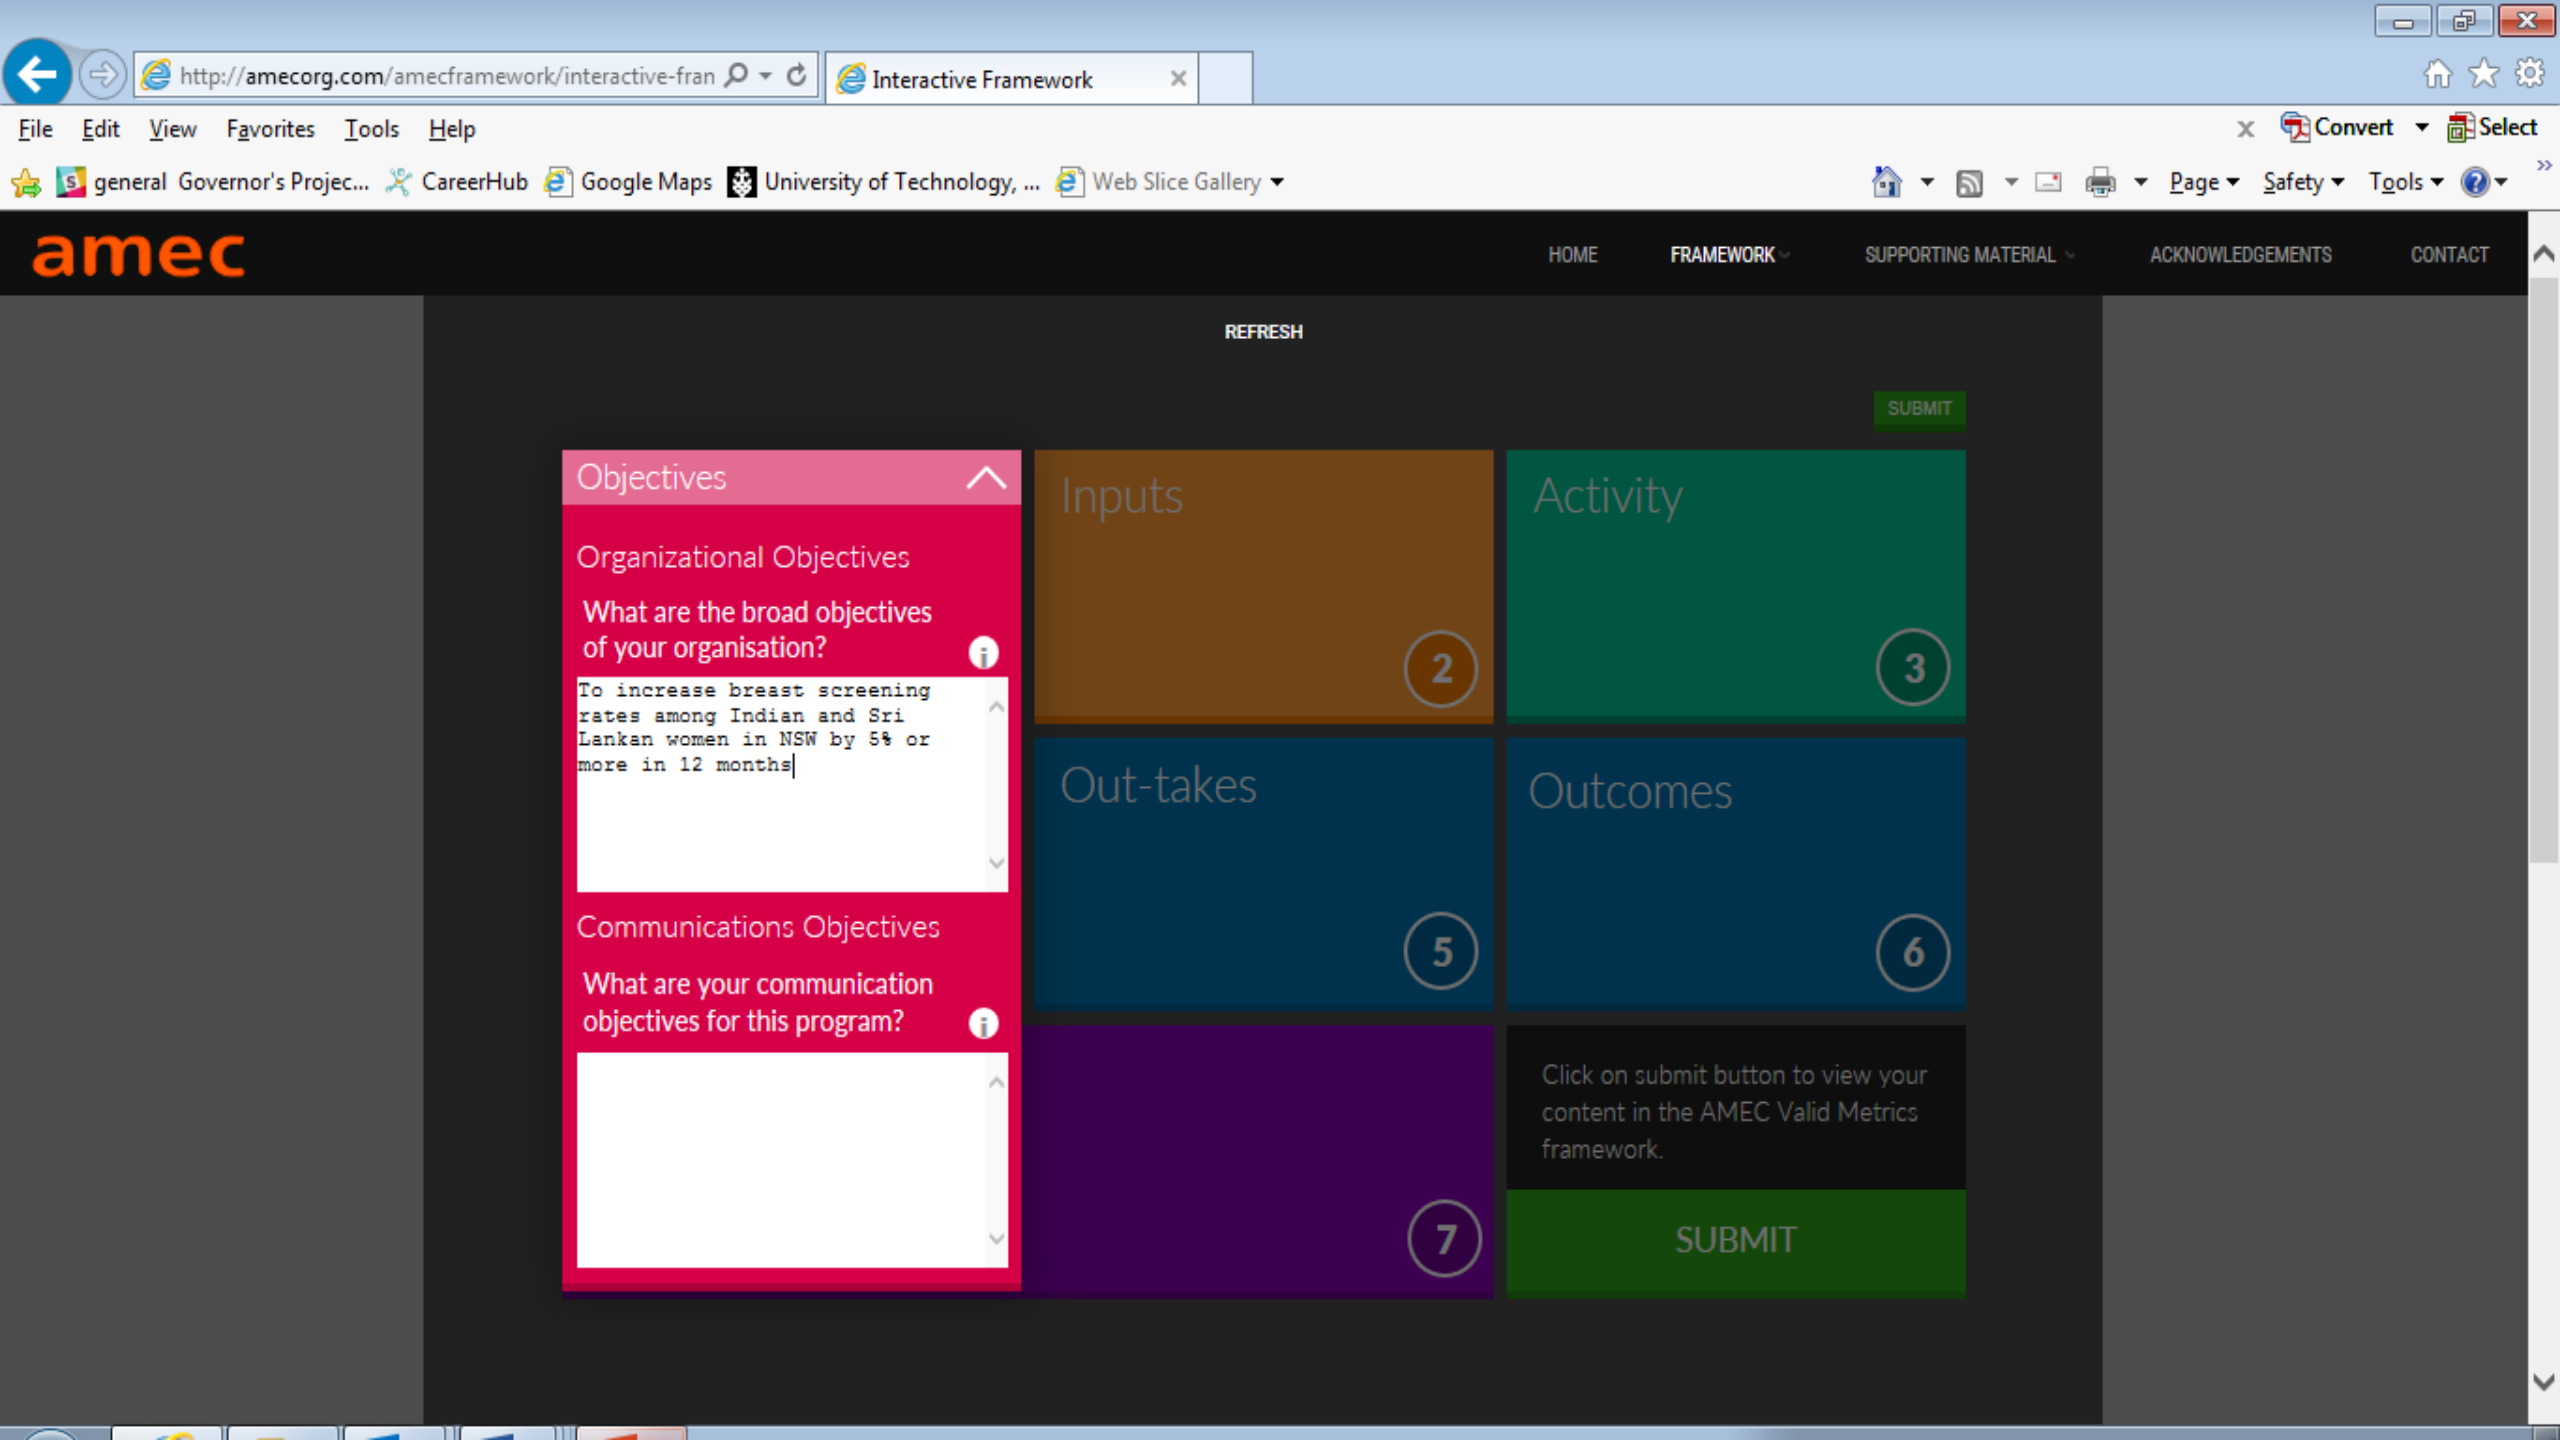 http://amecorg.com/amecframework/interactive-fran
Interactive Framework
File Edit View Favorites Tools Help
Convert
Select
general Governor's Projec... CareerHub Google Maps University of Technology, ... Web Slice Gallery
Page Safety Tools
amec
HOME FRAMEWORK SUPPORTING MATERIAL ACKNOWLEDGEMENTS CONTACT
REFRESH
SUBMIT
Objectives
Organizational Objectives
What are the broad objectives
of your organisation?
To increase breast screening
rates among Indian and Sri
Lankan women in NSW by 5% or
more in 12 months
Communications Objectives
What are your communication
objectives for this program?
Inputs
2
Activity
3
Out-takes
5
Outcomes
6
7
Click on submit button to view your
content in the AMEC Valid Metrics
framework.
SUBMIT